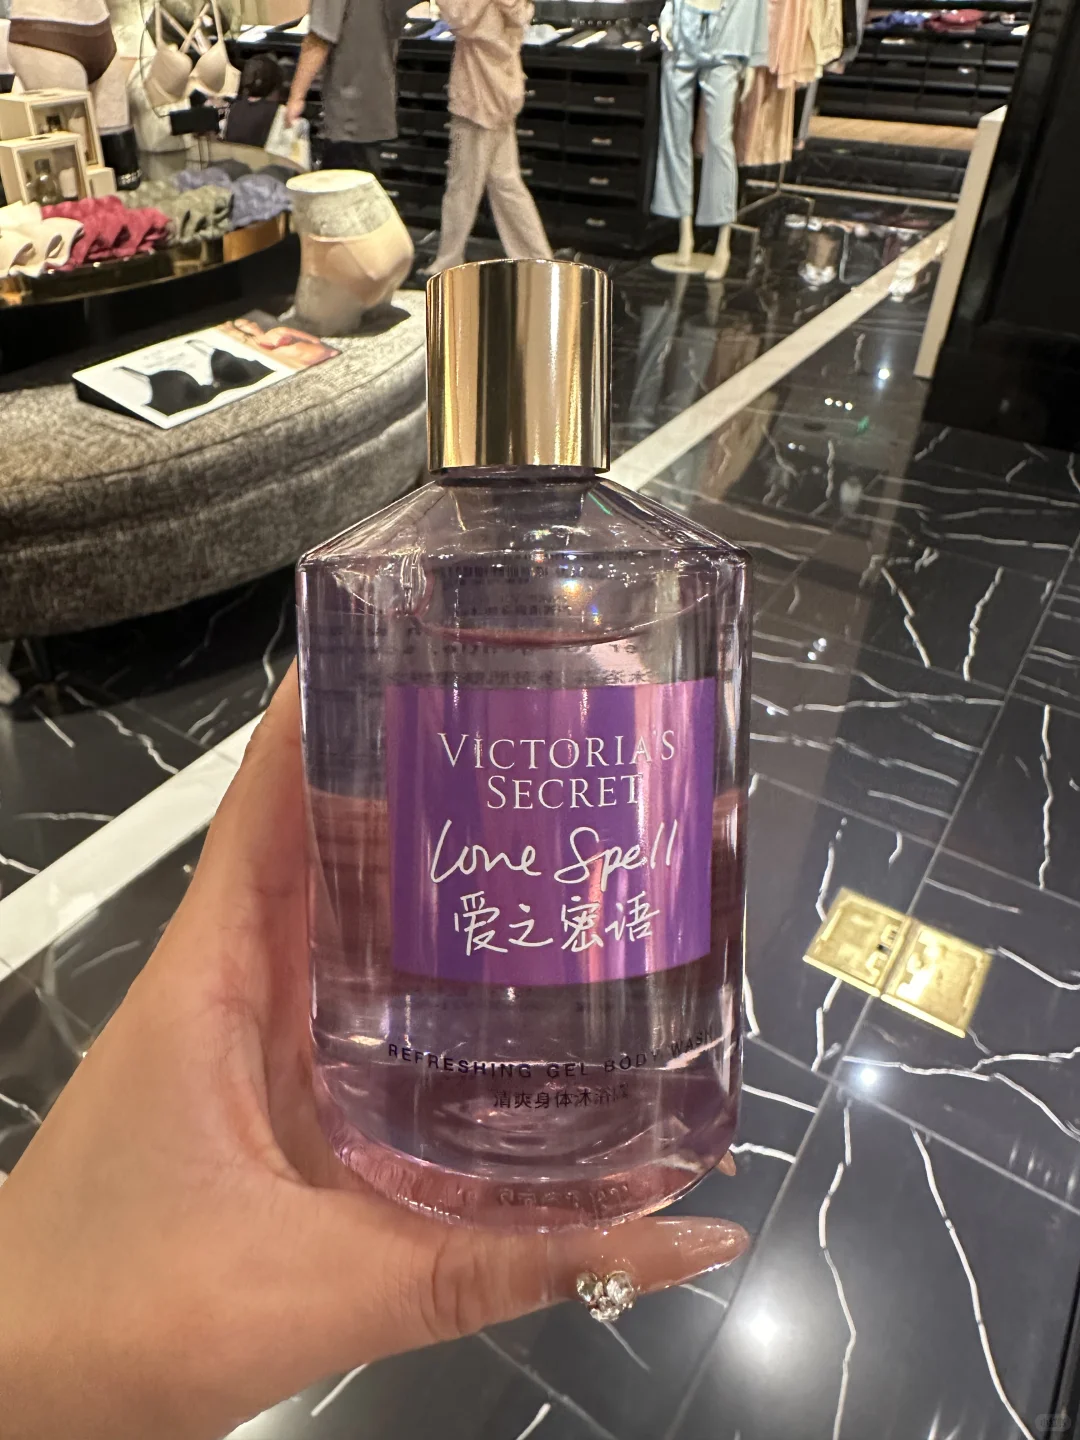 VICTORIA'S
SECRET
Love Spell
爱之密语
REFRESHING GEL BODY WASH
清爽身体沐浴露